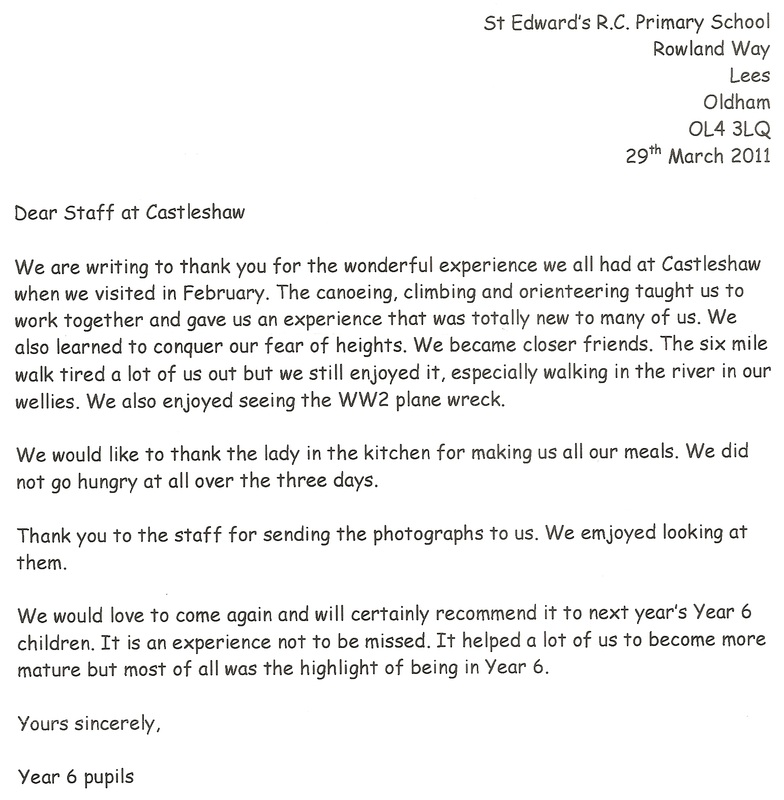 St Edward's R.C. Primary School
Rowland Way
Lees
Oldham
OL4 3LQ
29th March 2011
Dear Staff at Castleshaw
We are writing to thank you for the wonderful experience we all had at Castleshaw
when we visited in February. The canoeing, climbing and orienteering taught us to
work together and gave us an experience that was totally new to many of us. We
also learned to conquer our fear of heights. We became closer friends. The six mile
walk tired a lot of us out but we still enjoyed it, especially walking in the river in our
wellies. We also enjoyed seeing the WW2 plane wreck.
We would like to thank the lady in the kitchen for making us all our meals. We did
not go hungry at all over the three days.
Thank you to the staff for sending the photographs to us. We emjoyed looking at
them.
We would love to come again and will certainly recommend it to next year's Year 6
children. It is an experience not to be missed. It helped a lot of us to become more
mature but most of all was the highlight of being in Year 6.
Yours sincerely,
Year 6 pupils